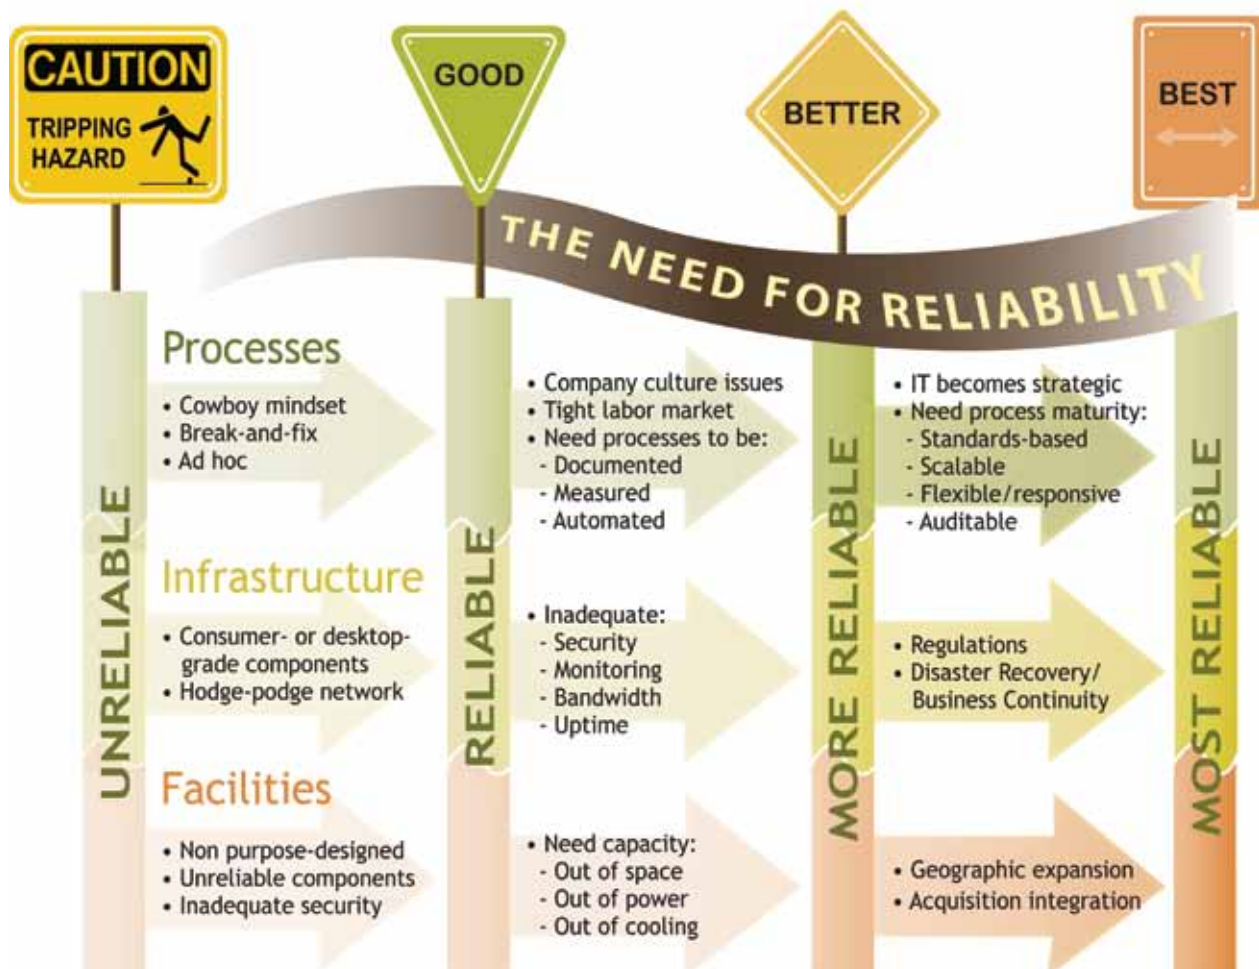 CAUTION
TRIPPING
HAZARD
GOOD
BETTER
BEST
THE NEED FOR RELIABILITY
UNRELIABLE
RELIABLE
MORE RELIABLE
MOST RELIABLE
Processes
• Cowboy mindset
• Break-and-fix
• Ad hoc
• Company culture issues
• Tight labor market
• Need processes to be:
- Documented
- Measured
- Automated
• IT becomes strategic
• Need process maturity:
- Standards-based
- Scalable
- Flexible/responsive
- Auditable
Infrastructure
• Consumer- or desktop-
grade components
• Hodge-podge network
• Inadequate:
- Security
- Monitoring
- Bandwidth
- Uptime
• Regulations
• Disaster Recovery/
Business Continuity
Facilities
• Non purpose-designed
• Unreliable components
• Inadequate security
• Need capacity:
- Out of space
- Out of power
- Out of cooling
• Geographic expansion
• Acquisition integration